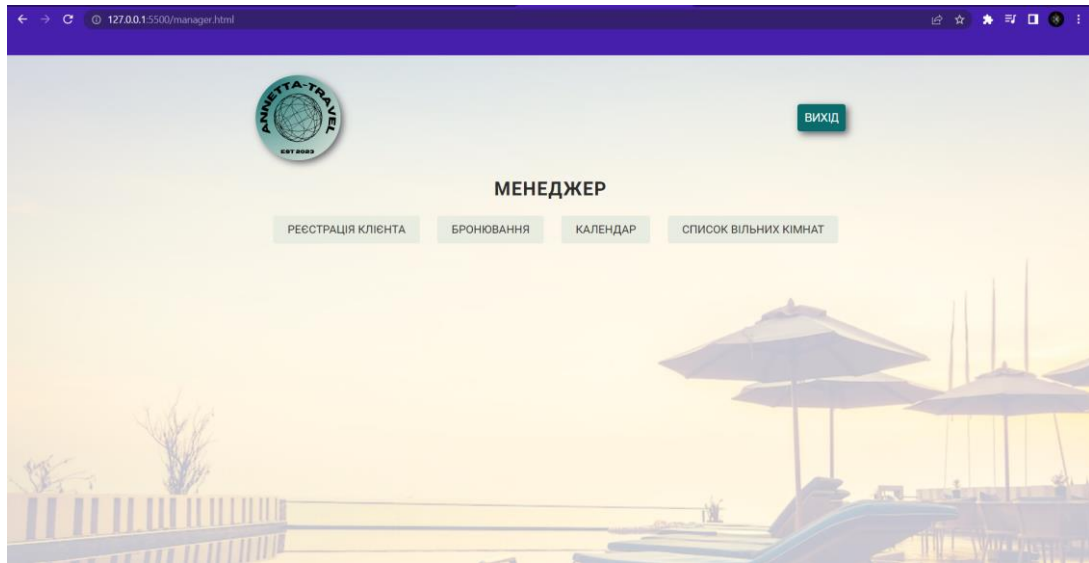 127.0.0.1:5500/manager.html
ANNETTA-TRAVEL
EST 2023
ВИХІД
МЕНЕДЖЕР
РЕЄСТРАЦІЯ КЛІЄНТА БРОНЮВАННЯ КАЛЕНДАР СПИСОК ВІЛЬНИХ КІМНАТ